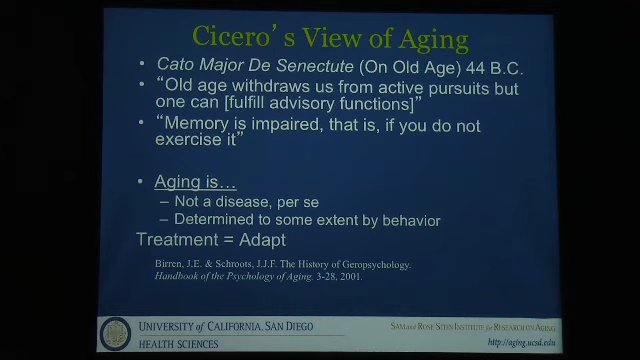 Cicero's View of Aging
• Cato Major De Senectute (On Old Age) 44 B.C.
• "Old age withdraws us from active pursuits but
one can [fulfill advisory functions]"
• "Memory is impaired, that is, if you do not
exercise it"
• Aging is…
– Not a disease, per se
– Determined to some extent by behavior
Treatment = Adapt
Birren, J.E. & Schroots, J.J.F. The History of Geropsychology.
Handbook of the Psychology of Aging. 3-28, 2001.
UNIVERSITY of CALIFORNIA, SAN DIEGO
HEALTH SCIENCES
SAM and ROSE STEIN INSTITUTE for RESEARCH on AGING
http://aging.ucsd.edu